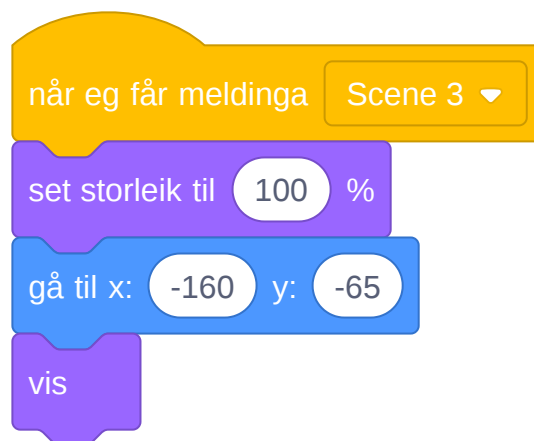 når eg får meldinga Scene 3
set storleik til 100 %
gå til x: -160 y: -65
vis